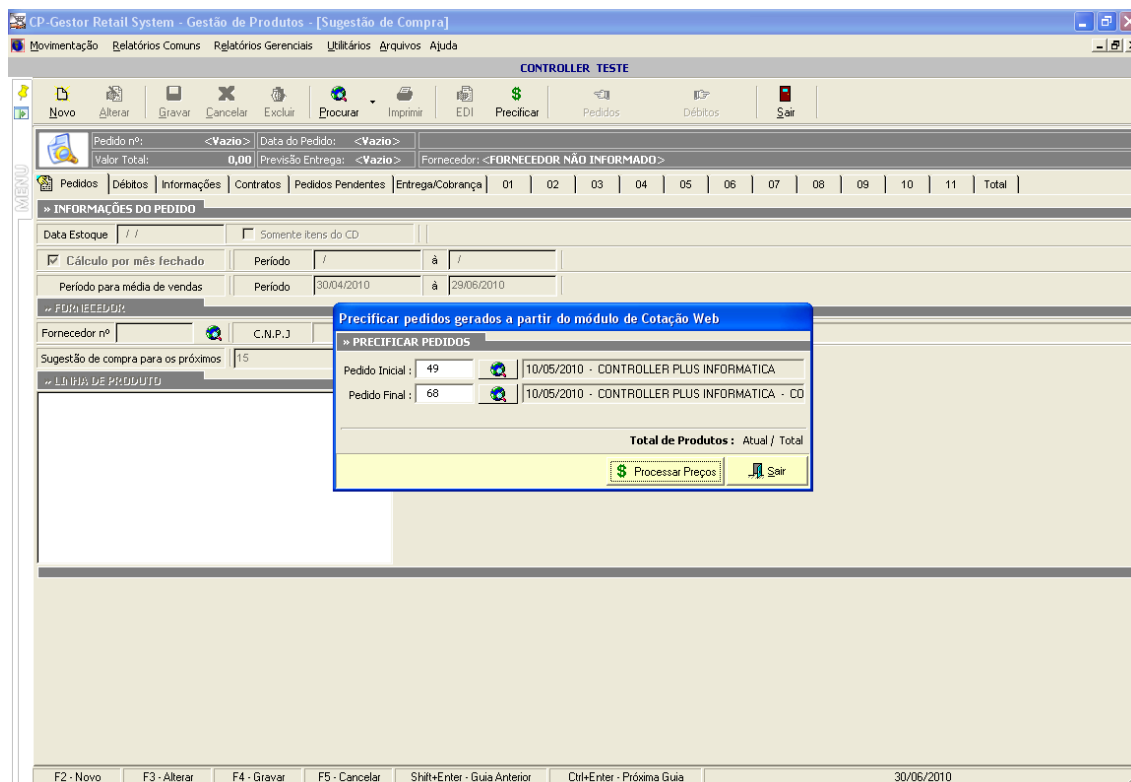 CP-Gestor Retail System - Gestão de Produtos - [Sugestão de Compra]
Movimentação Relatórios Comuns Relatórios Gerenciais Utilitários Arquivos Ajuda
CONTROLLER TESTE
Novo Alterar Gravar Cancelar Excluir Procurar Imprimir EDI Precificar Pedidos Débitos Sair
Pedido nº: <Vazio> Data do Pedido: <Vazio>
Valor Total: 0,00 Previsão Entrega: <Vazio> Fornecedor: <FORNECEDOR NÃO INFORMADO>
MENU
Pedidos Débitos Informações Contratos Pedidos Pendentes Entrega/Cobrança 01 02 03 04 05 06 07 08 09 10 11 Total
» INFORMAÇÕES DO PEDIDO
Data Estoque / / Somente itens do CD
Cálculo por mês fechado Período / à /
Período para média de vendas Período 30/04/2010 à 29/06/2010
» FORNECEDOR
Fornecedor nº C.N.P.J
Sugestão de compra para os próximos 15
» LINHA DE PRODUTO
Precificar pedidos gerados a partir do módulo de Cotação Web
» PRECIFICAR PEDIDOS
Pedido Inicial : 49 10/05/2010 - CONTROLLER PLUS INFORMATICA
Pedido Final : 68 10/05/2010 - CONTROLLER PLUS INFORMATICA - CO
Total de Produtos : Atual / Total
Processar Preços Sair
F2 - Novo F3 - Alterar F4 - Gravar F5 - Cancelar Shift+Enter - Guia Anterior Ctrl+Enter - Próxima Guia 30/06/2010